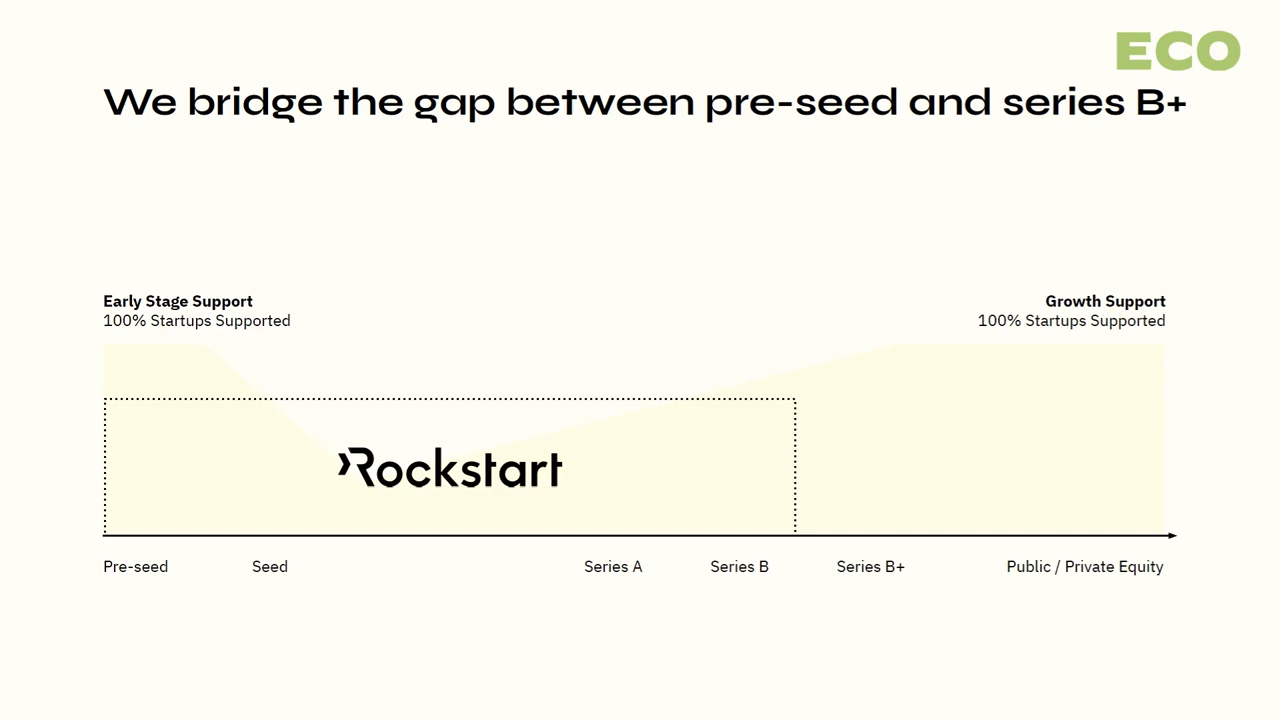 ECO
We bridge the gap between pre-seed and series B+
Early Stage Support
100% Startups Supported
Growth Support
100% Startups Supported
Rockstart
Pre-seed
Seed
Series A
Series B
Series B+
Public / Private Equity